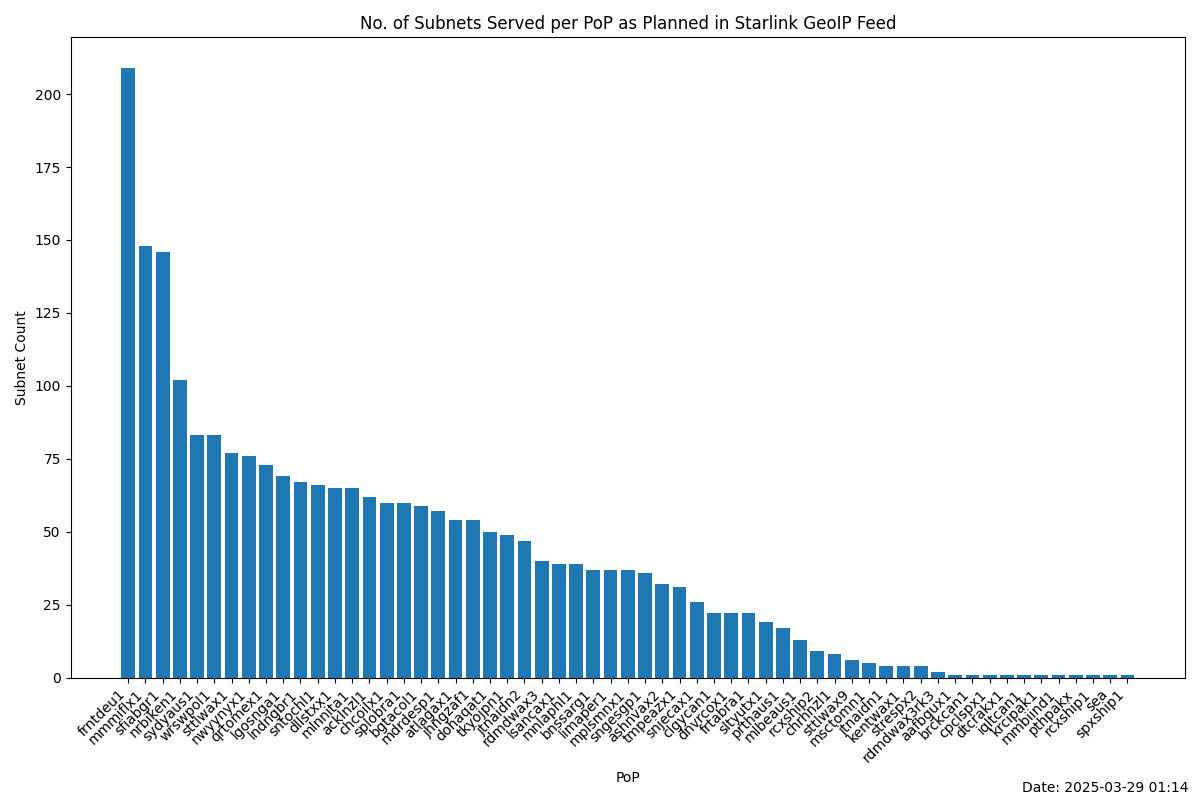 No. of Subnets Served per PoP as Planned in Starlink GeoIP Feed
Subnet Count
200
175
150
125
100
75
50
25
0
frntdeu1
mmmiflx1
sfiabgr1
nrbiken1
sydyaus1
wrswpol1
sttlwax1
nwyynyx1
qrtomex1
lgosnga1
lndngbr1
sntochl1
dllstxx1
mlnnita1
acklnzl1
chcoilx1
splobra1
bgtacol1
mdrdesp1
atlagax1
jhngzaf1
dohaqat1
tkyojpn1
jtnaidn2
rdmdwax3
lsancax1
mnlaphl1
bnssarg1
limaper1
mplsmnx1
sngesgp1
ashnvax2
tmpeazx1
snjecax1
clgycan1
dnvrcox1
frtabra1
sltyutx1
prthaus1
mlbeaus1
rcxship2
chrhnzl1
sttlwax9
msctomn1
jtnaidn1
kentwax1
strespx2
rdmdwax3rk3
aafbgux1
brckcan1
cpclspx1
dtcrakx1
iqltcan1
krcipak1
mmbiind1
pthpakx
rcxship1
sea
spxship1
PoP
Date: 2025-03-29 01:14